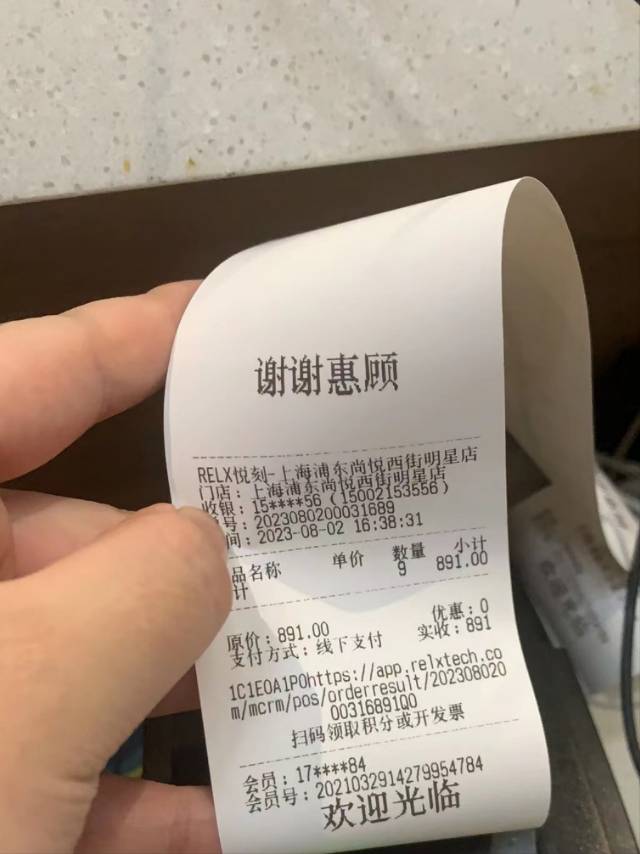 谢谢惠顾
RELX悦刻-上海浦东尚悦西街明星店
门店：上海浦东尚悦西街明星店
收银：15****56（15002153556）
号：2023080200031689
间：2023-08-02 16:38:31
品名称 单价 数量 小计
计 9 891.00
原价：891.00 优惠：0
支付方式：线下支付 实收：891
1C1E0A1P0https://app.relxtech.co
m/mcrm/pos/orderresult/202308020
00316891Q0
扫码领取积分或开发票
会员：17****84
会员号：2021032914279954784
欢迎光临